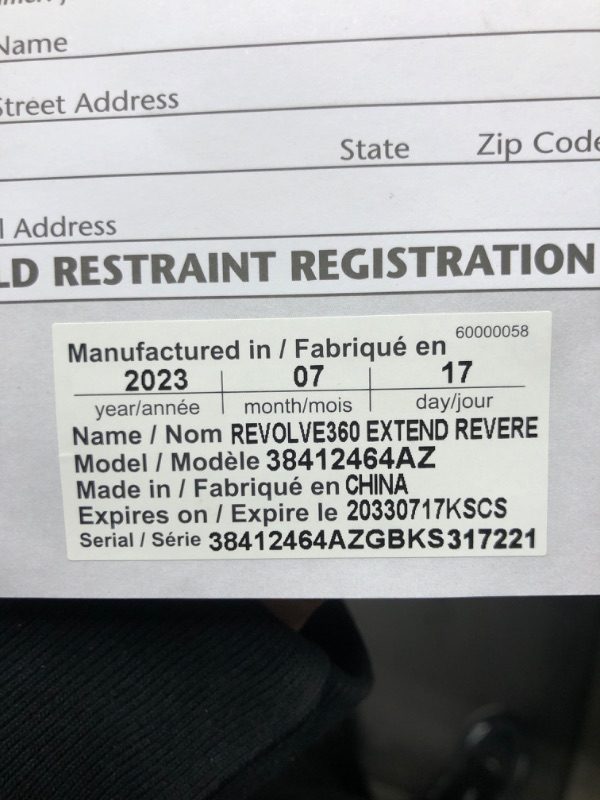 Name
Street Address
State Zip Code
Address
RESTRAINT REGISTRATION
60000058
Manufactured in / Fabriqué en
2023 07 17
year/année month/mois day/jour
Name / Nom REVOLVE360 EXTEND REVERE
Model / Modèle 38412464AZ
Made in / Fabriqué en CHINA
Expires on / Expire le 20330717KSCS
Serial / Série 38412464AZGBKS317221